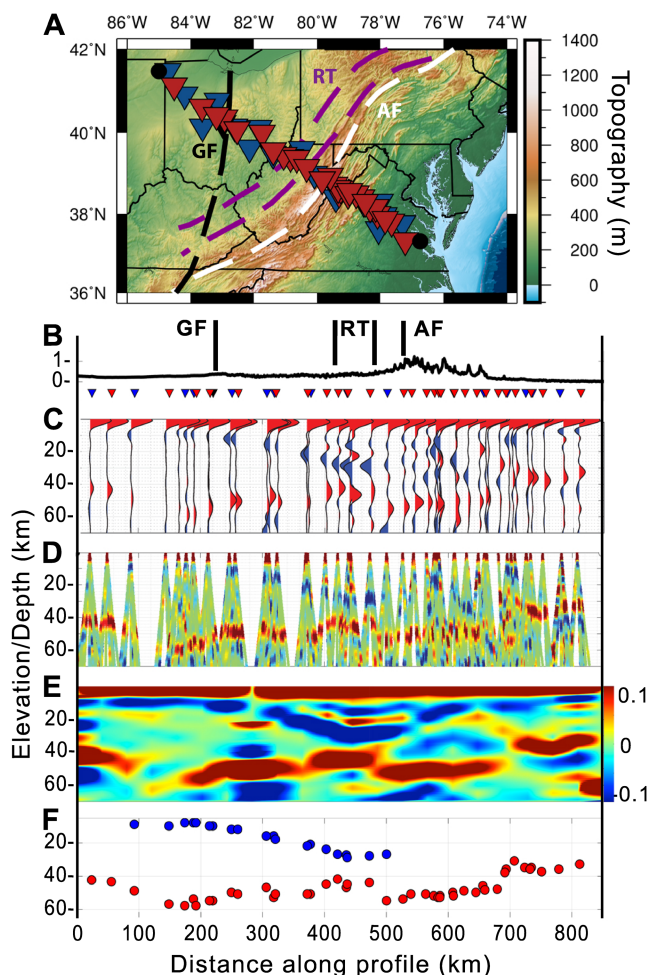 A
86°W 84°W 82°W 80°W 78°W 76°W 74°W
42°N
40°N
38°N
36°N
RT
AF
GF
1400
1200
1000
800
600
400
200
0
Topography (m)
B
GF RT AF
1-
0-
C
20-
40-
60-
D
20-
40-
60-
E
20-
40-
60-
0.1
0
-0.1
F
20-
40-
60-
Elevation/Depth (km)
0 100 200 300 400 500 600 700 800
Distance along profile (km)